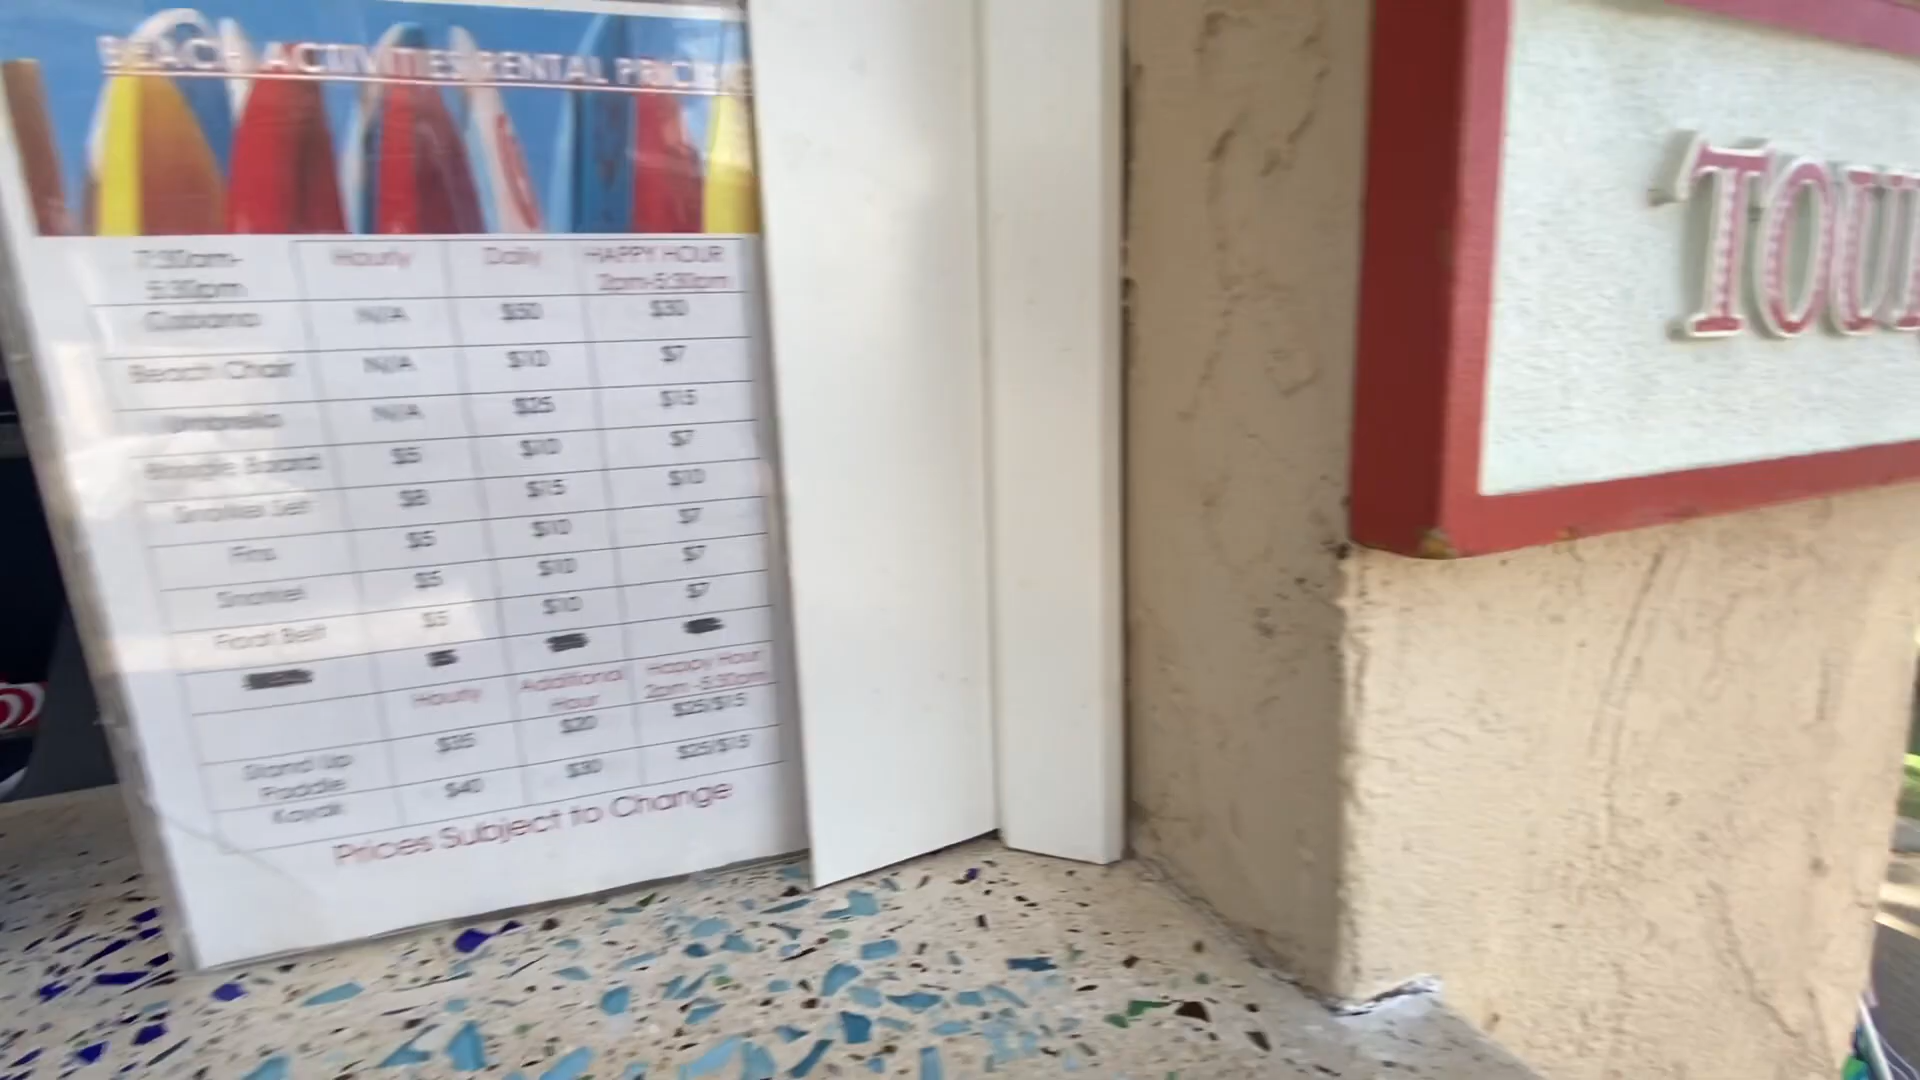 BEACH ACTIVITIES RENTAL PRICING
7:30am-5:30pm Hourly Daily HAPPY HOUR 2pm-5:30pm
Cabana N/A $50 $30
Beach Chair N/A $10 $7
Umbrella N/A $25 $15
Boogie Board $5 $10 $7
Snorkel Set $8 $15 $10
Fins $5 $10 $7
Snorkel $5 $10 $7
Float Belt $5 $10 $7
Hourly Additional Hour Happy Hour 2pm-5:30pm
Stand Up Paddle $35 $20 $25/$15
Kayak $40 $30 $25/$15
Prices Subject to Change
TOU